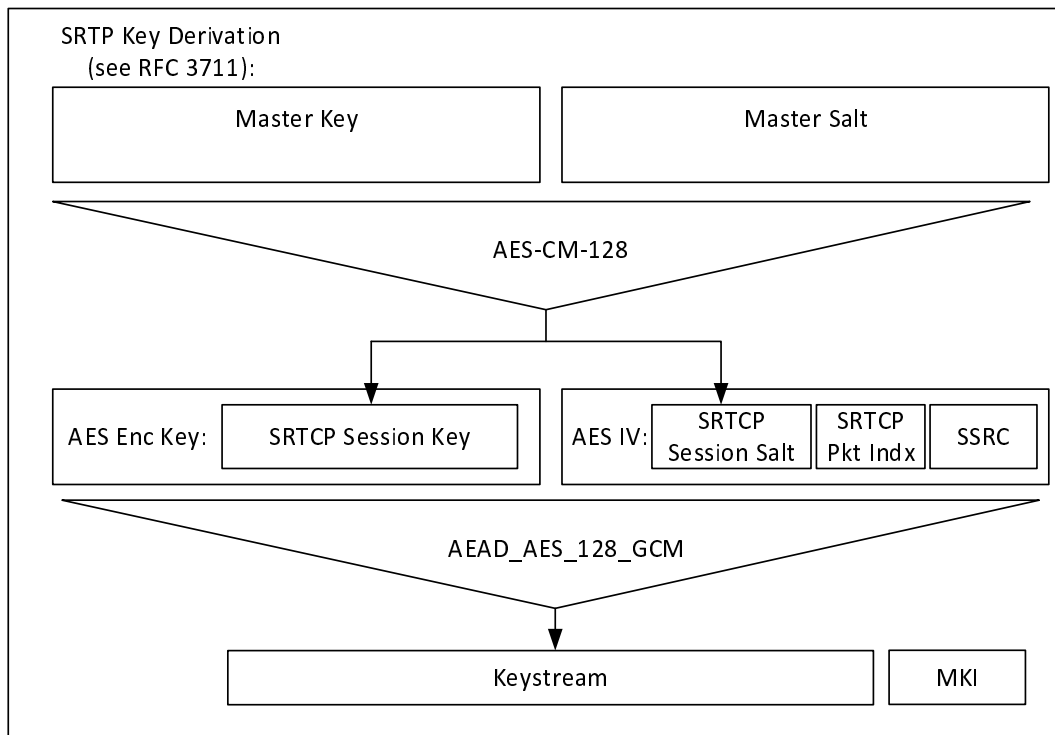 SRTP Key Derivation
(see RFC 3711):
Master Key
Master Salt
AES-CM-128
AES Enc Key:
SRTCP Session Key
AES IV:
SRTCP
Session Salt
SRTCP
Pkt Indx
SSRC
AEAD_AES_128_GCM
Keystream
MKI